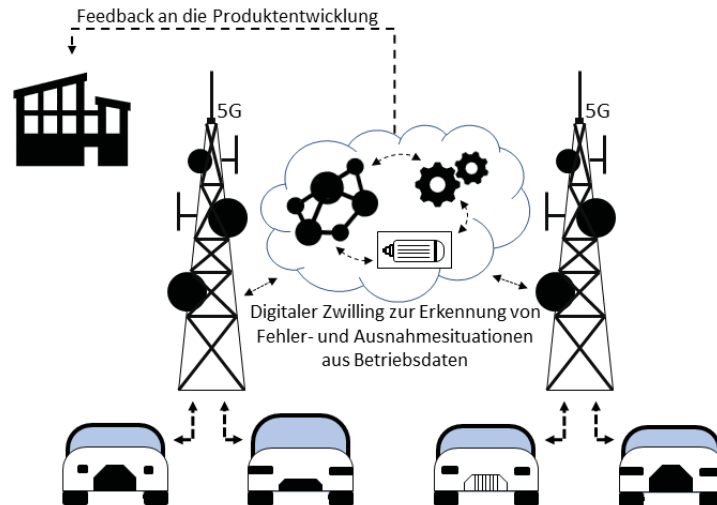 Feedback an die Produktentwicklung
5G
5G
Digitaler Zwilling zur Erkennung von
Fehler- und Ausnahmesituationen
aus Betriebsdaten